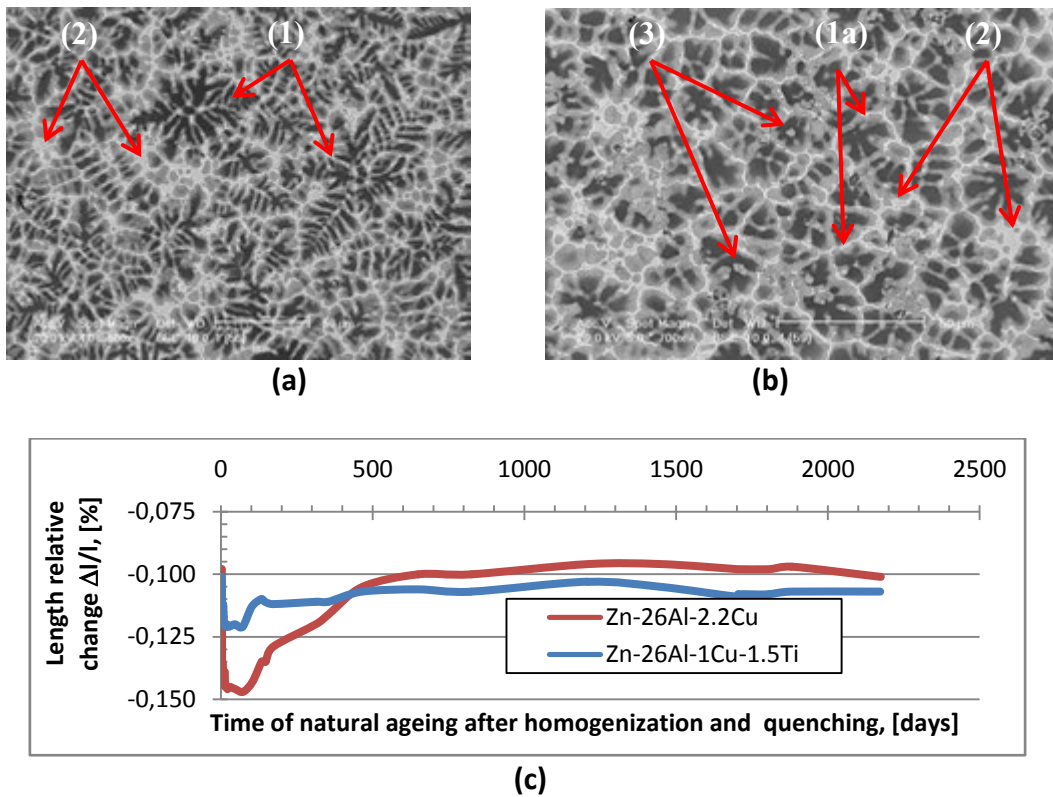 (2) (1)
(3) (1a) (2)
(a) (b)
0 500 1000 1500 2000 2500
-0,075
-0,100
-0,125
-0,150
Length relative
change Δl/l, [%]
Zn-26Al-2.2Cu
Zn-26Al-1Cu-1.5Ti
Time of natural ageing after homogenization and quenching, [days]
(c)